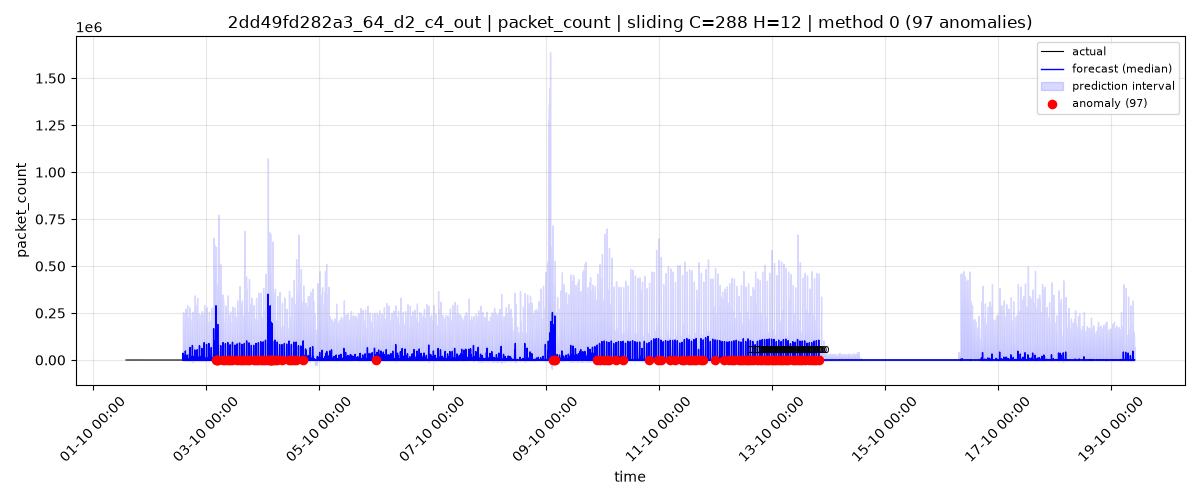 2dd49fd282a3_64_d2_c4_out | packet_count | sliding C=288 H=12 | method 0 (97 anomalies)
1e6
actual
forecast (median)
prediction interval
anomaly (97)
1.50
1.25
1.00
0.75
0.50
0.25
0.00
packet_count
01-10 00:00
03-10 00:00
05-10 00:00
07-10 00:00
09-10 00:00
11-10 00:00
13-10 00:00
15-10 00:00
17-10 00:00
19-10 00:00
time